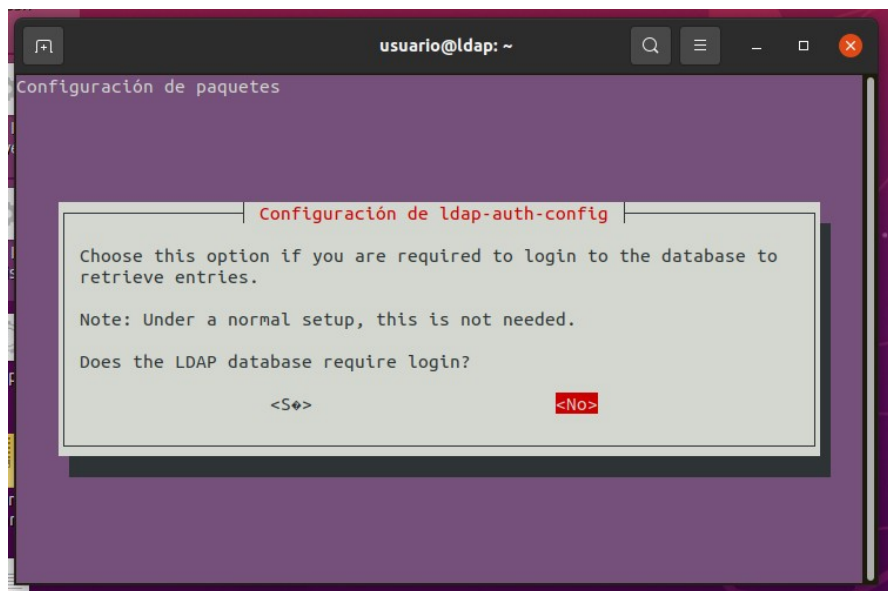 usuario@ldap: ~
Configuración de paquetes
Configuración de ldap-auth-config
Choose this option if you are required to login to the database to
retrieve entries.
Note: Under a normal setup, this is not needed.
Does the LDAP database require login?
<S�> <No>